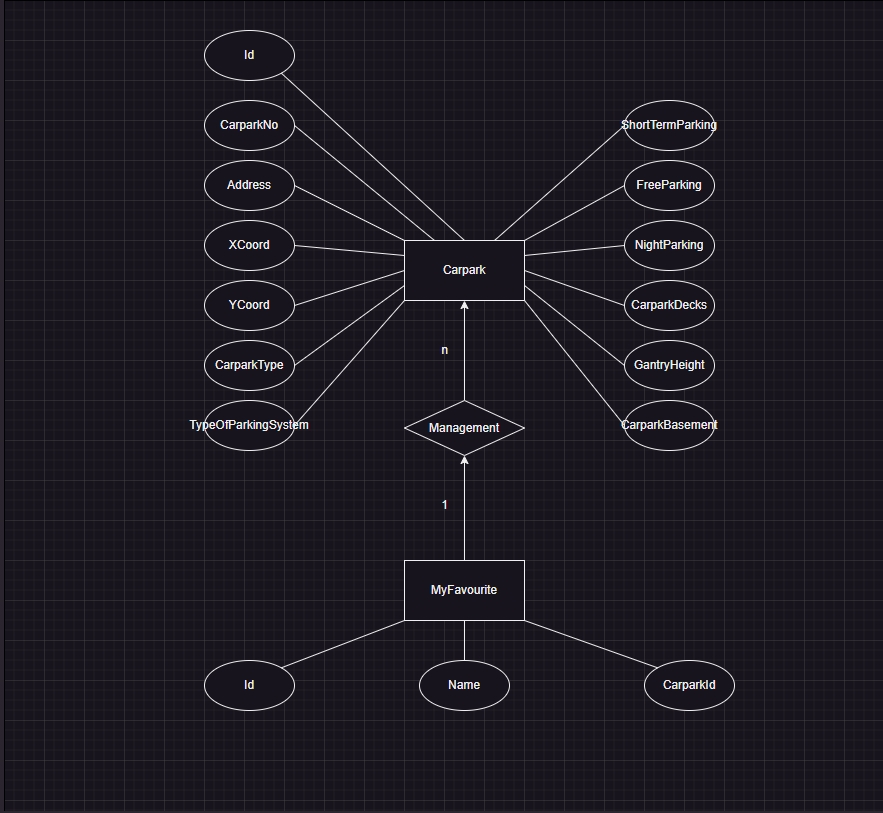 Id
CarparkNo
Address
XCoord
YCoord
CarparkType
TypeOfParkingSystem
Carpark
ShortTermParking
FreeParking
NightParking
CarparkDecks
GantryHeight
CarparkBasement
n
Management
1
MyFavourite
Id
Name
CarparkId